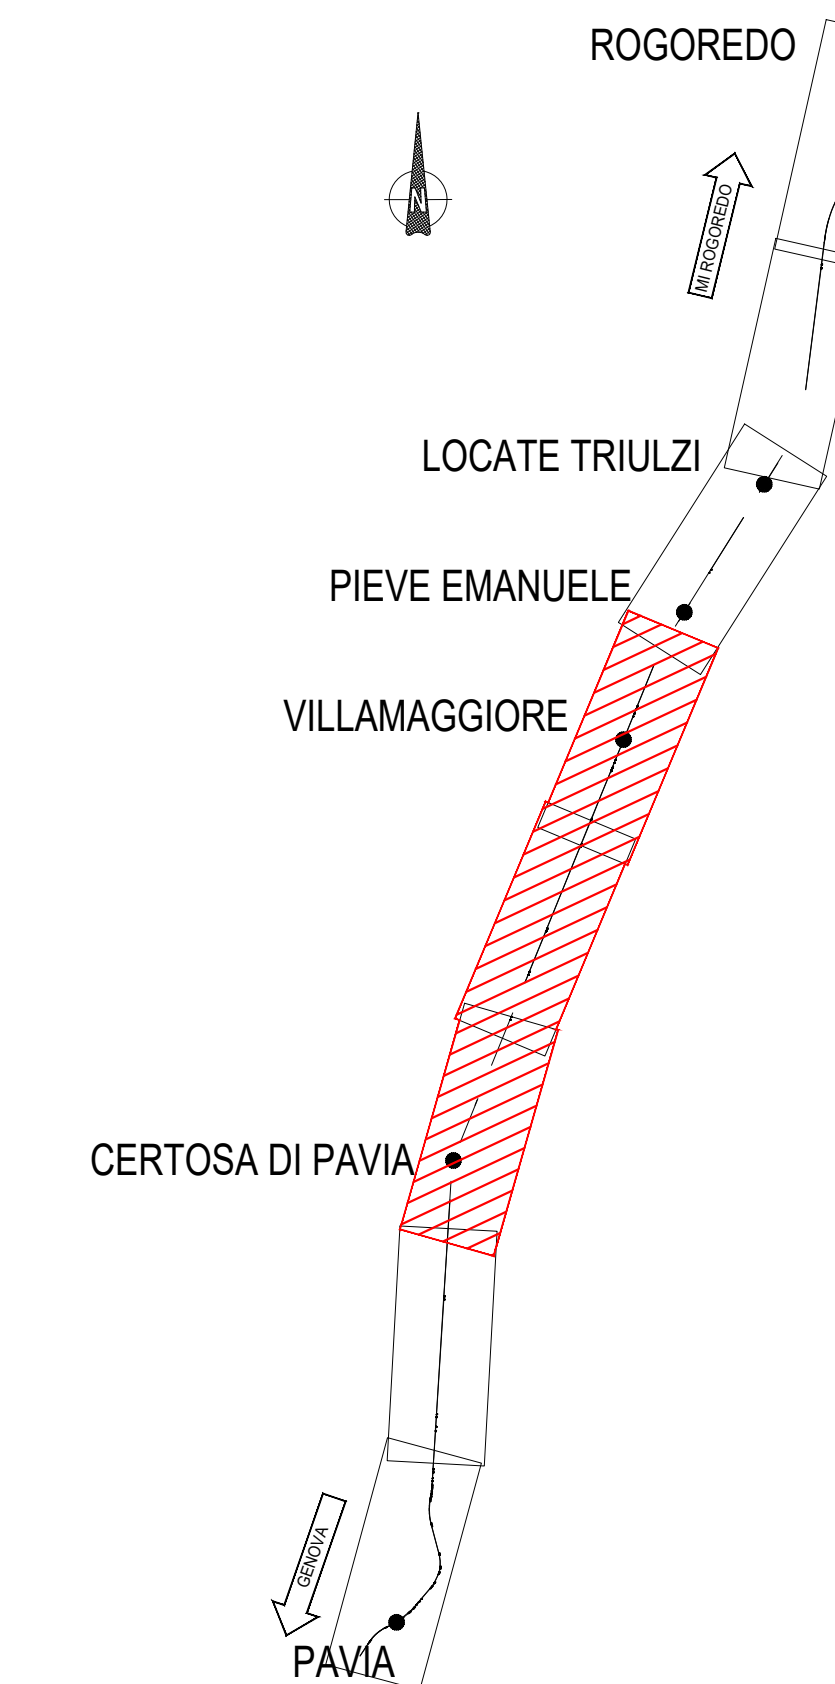 ROGOREDO
N
MI ROGOREDO
LOCATE TRIULZI
PIEVE EMANUELE
VILLAMAGGIORE
CERTOSA DI PAVIA
GENOVA
PAVIA